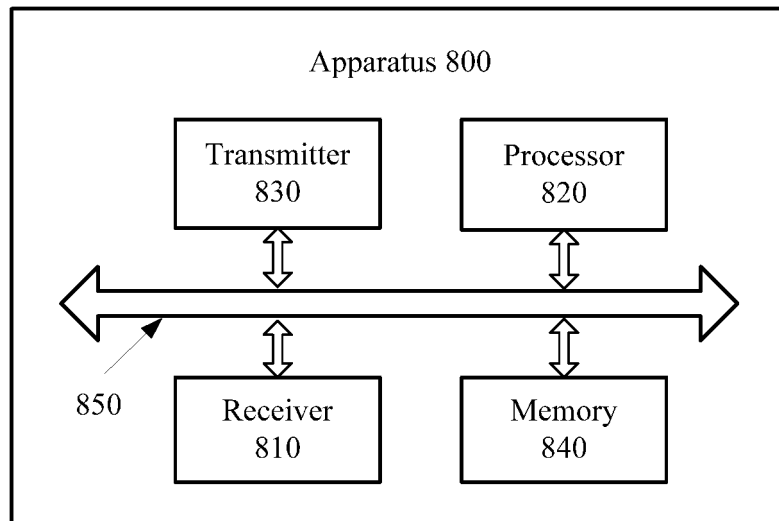 Apparatus 800
Transmitter
830
Processor
820
850
Receiver
810
Memory
840